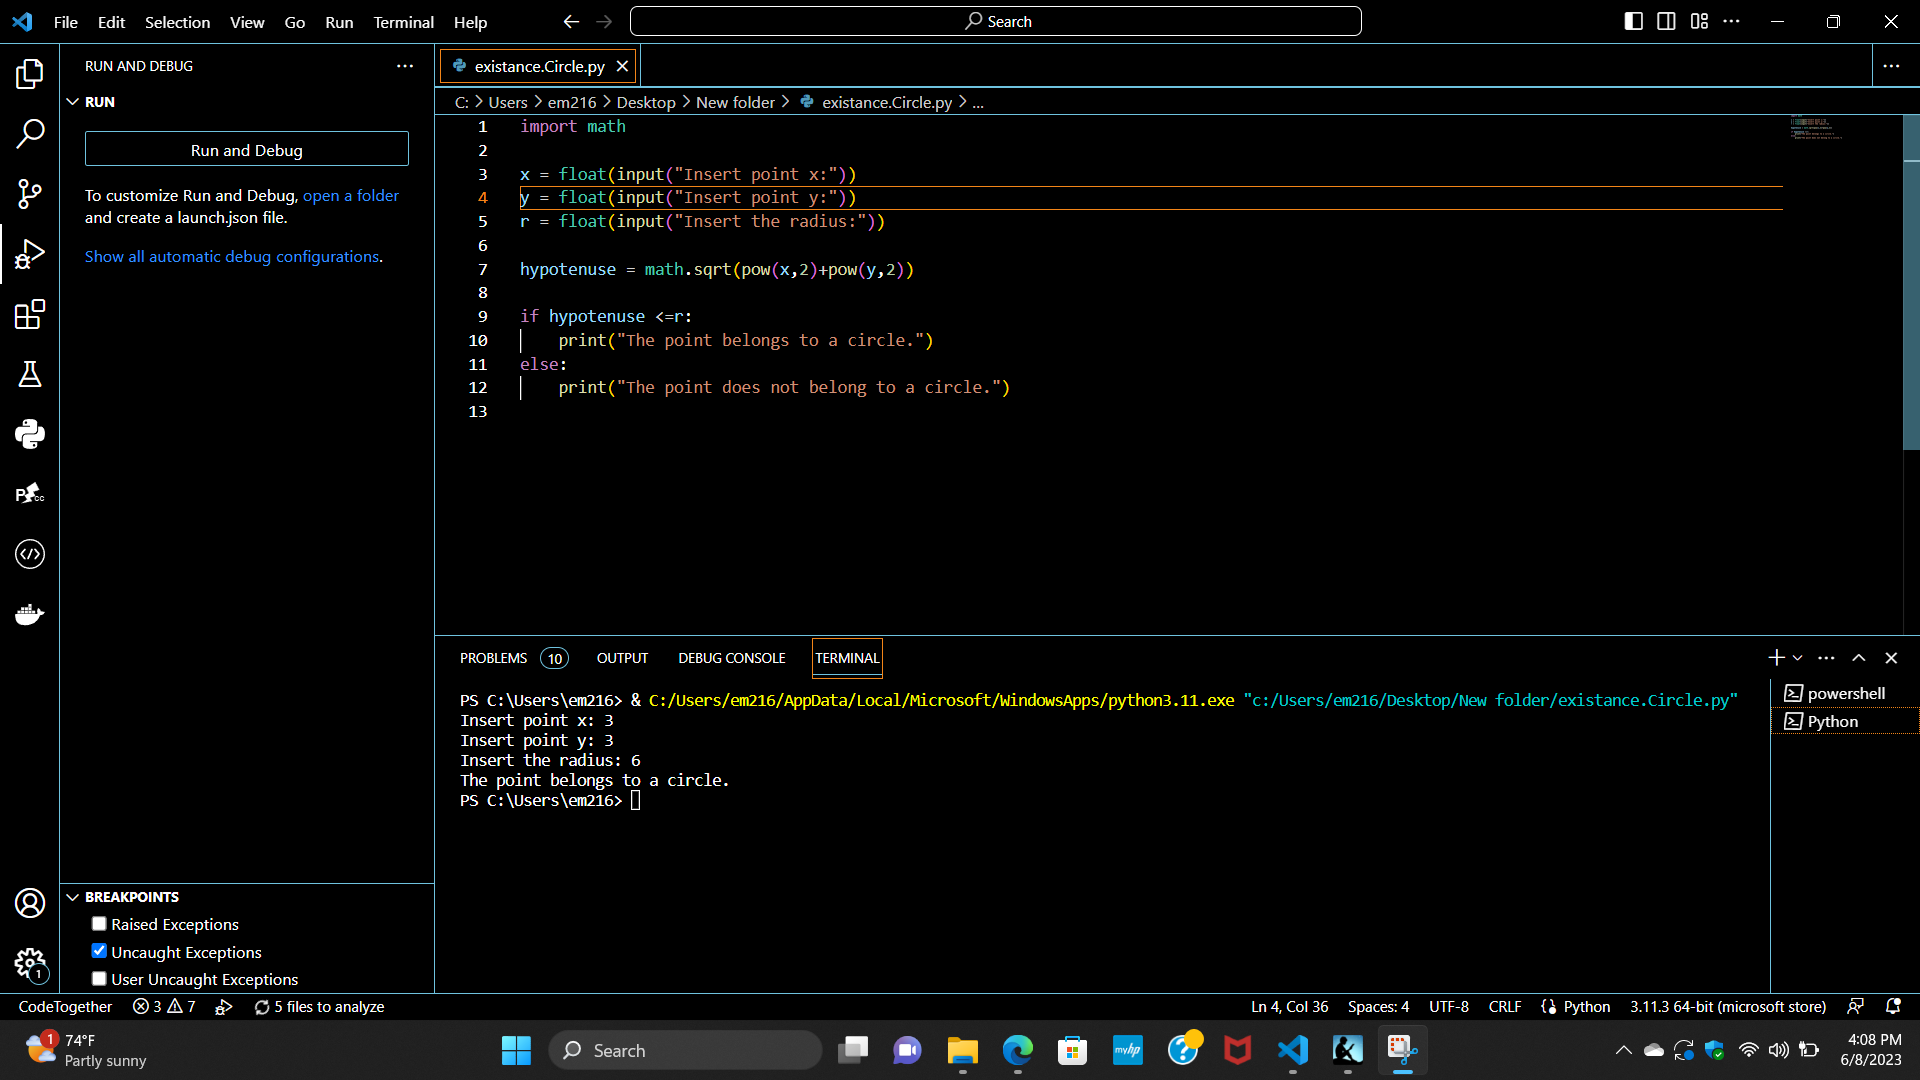 File Edit Selection View Go Run Terminal Help
Search
RUN AND DEBUG
RUN
Run and Debug
To customize Run and Debug, open a folder
and create a launch.json file.
Show all automatic debug configurations.
existance.Circle.py
C: > Users > em216 > Desktop > New folder > existance.Circle.py > ...
1 import math
2
3 x = float(input("Insert point x:"))
4 y = float(input("Insert point y:"))
5 r = float(input("Insert the radius:"))
6
7 hypotenuse = math.sqrt(pow(x,2)+pow(y,2))
8
9 if hypotenuse <=r:
10 print("The point belongs to a circle.")
11 else:
12 print("The point does not belong to a circle.")
13
PROBLEMS 10 OUTPUT DEBUG CONSOLE TERMINAL
PS C:\Users\em216> & C:/Users/em216/AppData/Local/Microsoft/WindowsApps/python3.11.exe "c:/Users/em216/Desktop/New folder/existance.Circle.py"
Insert point x: 3
Insert point y: 3
Insert the radius: 6
The point belongs to a circle.
PS C:\Users\em216>
powershell
Python
BREAKPOINTS
Raised Exceptions
Uncaught Exceptions
User Uncaught Exceptions
1
CodeTogether 3 7 5 files to analyze
Ln 4, Col 36 Spaces: 4 UTF-8 CRLF Python 3.11.3 64-bit (microsoft store)
1
74°F
Partly sunny
Search
myhp
4:08 PM
6/8/2023